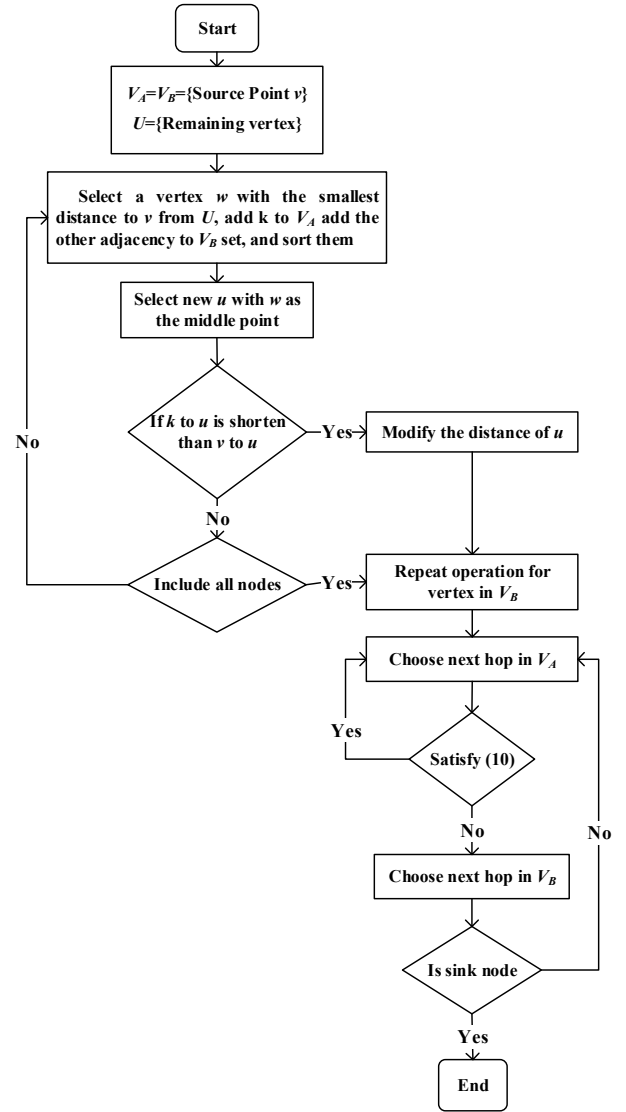 Start
V_A=V_B={Source Point v}
U={Remaining vertex}
Select a vertex w with the smallest
distance to v from U, add k to V_A add the
other adjacency to V_B set, and sort them
Select new u with w as
the middle point
If k to u is shorten
than v to u
Yes
Modify the distance of u
No
No
Include all nodes
Yes
Repeat operation for
vertex in V_B
Choose next hop in V_A
Yes
Satisfy (10)
No
No
Choose next hop in V_B
Is sink node
Yes
End